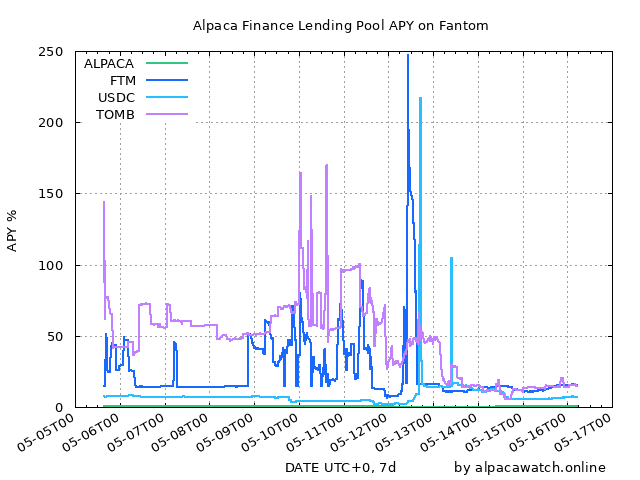 Alpaca Finance Lending Pool APY on Fantom
250
200
150
100
50
0
APY %
ALPACA
FTM
USDC
TOMB
05-05T00
05-06T00
05-07T00
05-08T00
05-09T00
05-10T00
05-11T00
05-12T00
05-13T00
05-14T00
05-15T00
05-16T00
05-17T00
DATE UTC+0, 7d
by alpacawatch.online